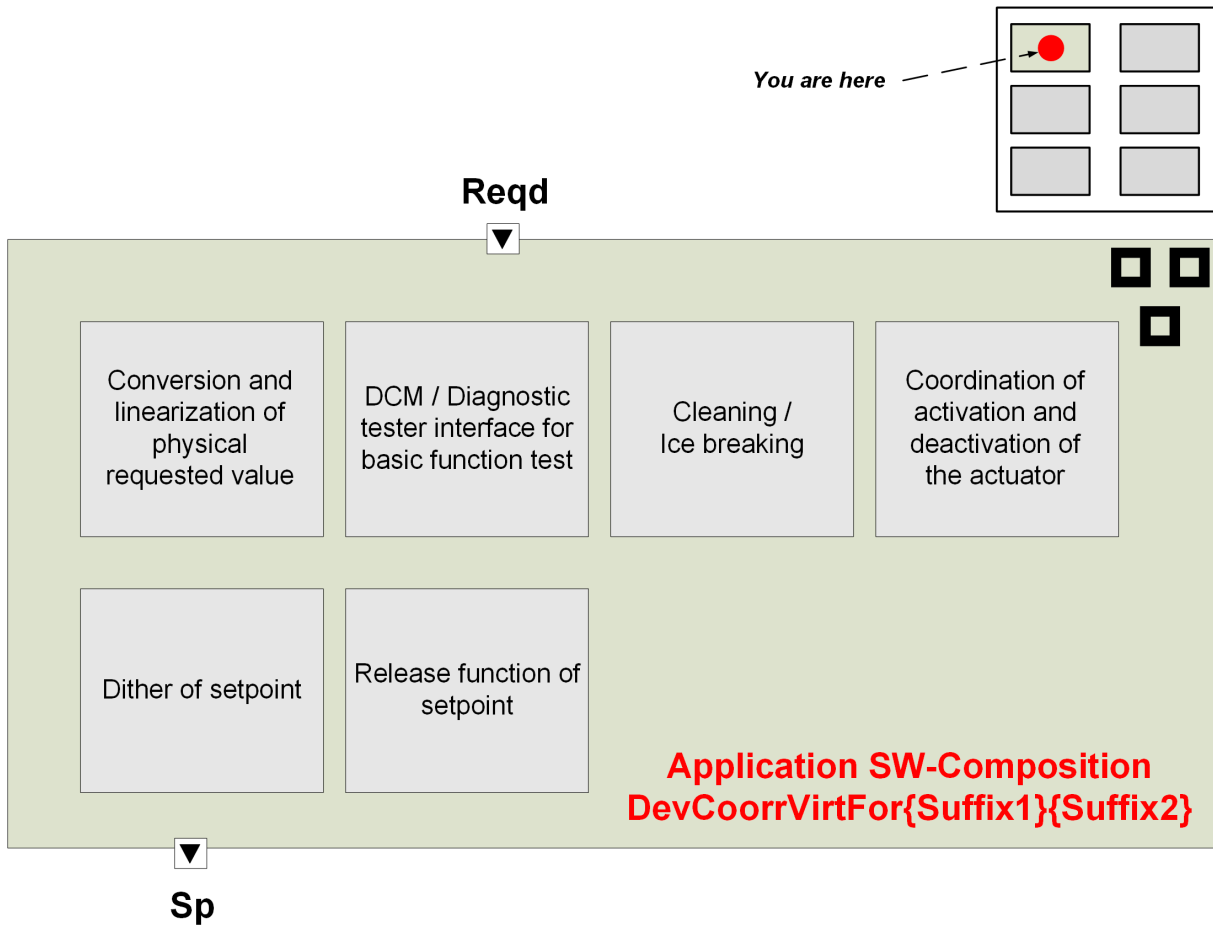 You are here
Reqd
Conversion and
linearization of
physical
requested value
DCM / Diagnostic
tester interface for
basic function test
Cleaning /
Ice breaking
Coordination of
activation and
deactivation of
the actuator
Dither of setpoint
Release function of
setpoint
Application SW-Composition
DevCoorrVirtFor{Suffix1}{Suffix2}
Sp